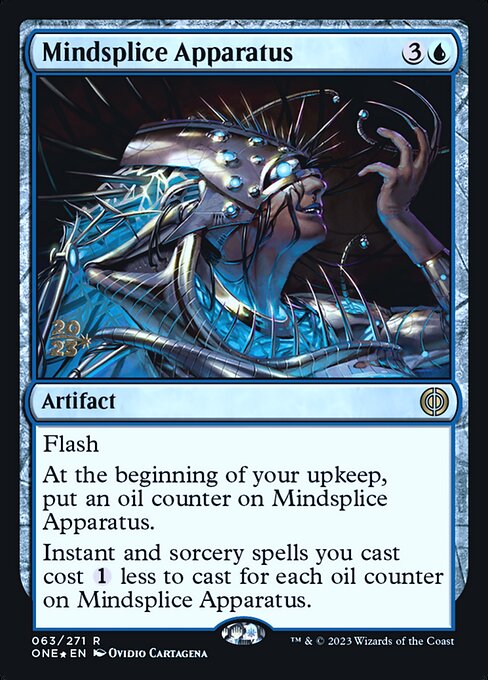 Mindsplice Apparatus 3
20
23*
Artifact
Flash
At the beginning of your upkeep,
put an oil counter on Mindsplice
Apparatus.
Instant and sorcery spells you cast
cost 1 less to cast for each oil counter
on Mindsplice Apparatus.
063/271 R
ONE★EN Ovidio Cartagena
™ & © 2023 Wizards of the Coast